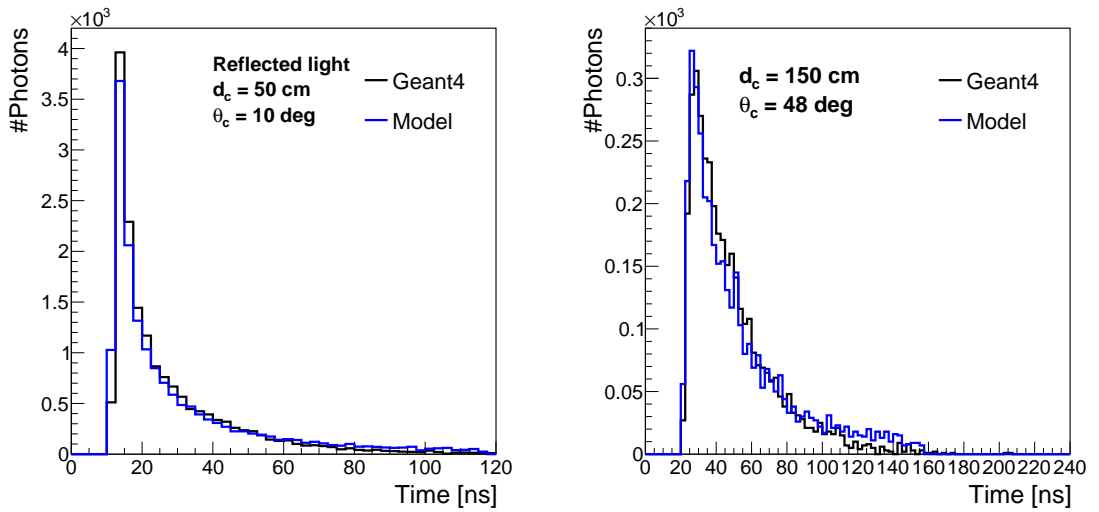 ×10³
#Photons
4
3.5
3
2.5
2
1.5
1
0.5
0
Reflected light
d_c = 50 cm
θ_c = 10 deg
Geant4
Model
0 20 40 60 80 100 120
Time [ns]
×10³
#Photons
0.3
0.25
0.2
0.15
0.1
0.05
0
d_c = 150 cm
θ_c = 48 deg
Geant4
Model
0 20 40 60 80 100 120 140 160 180 200 220 240
Time [ns]